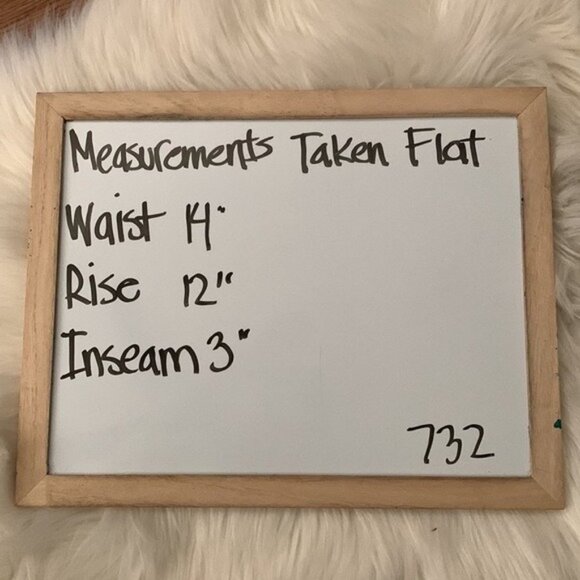 Measurements Taken Flat
Waist 14"
Rise 12"
Inseam 3"
732